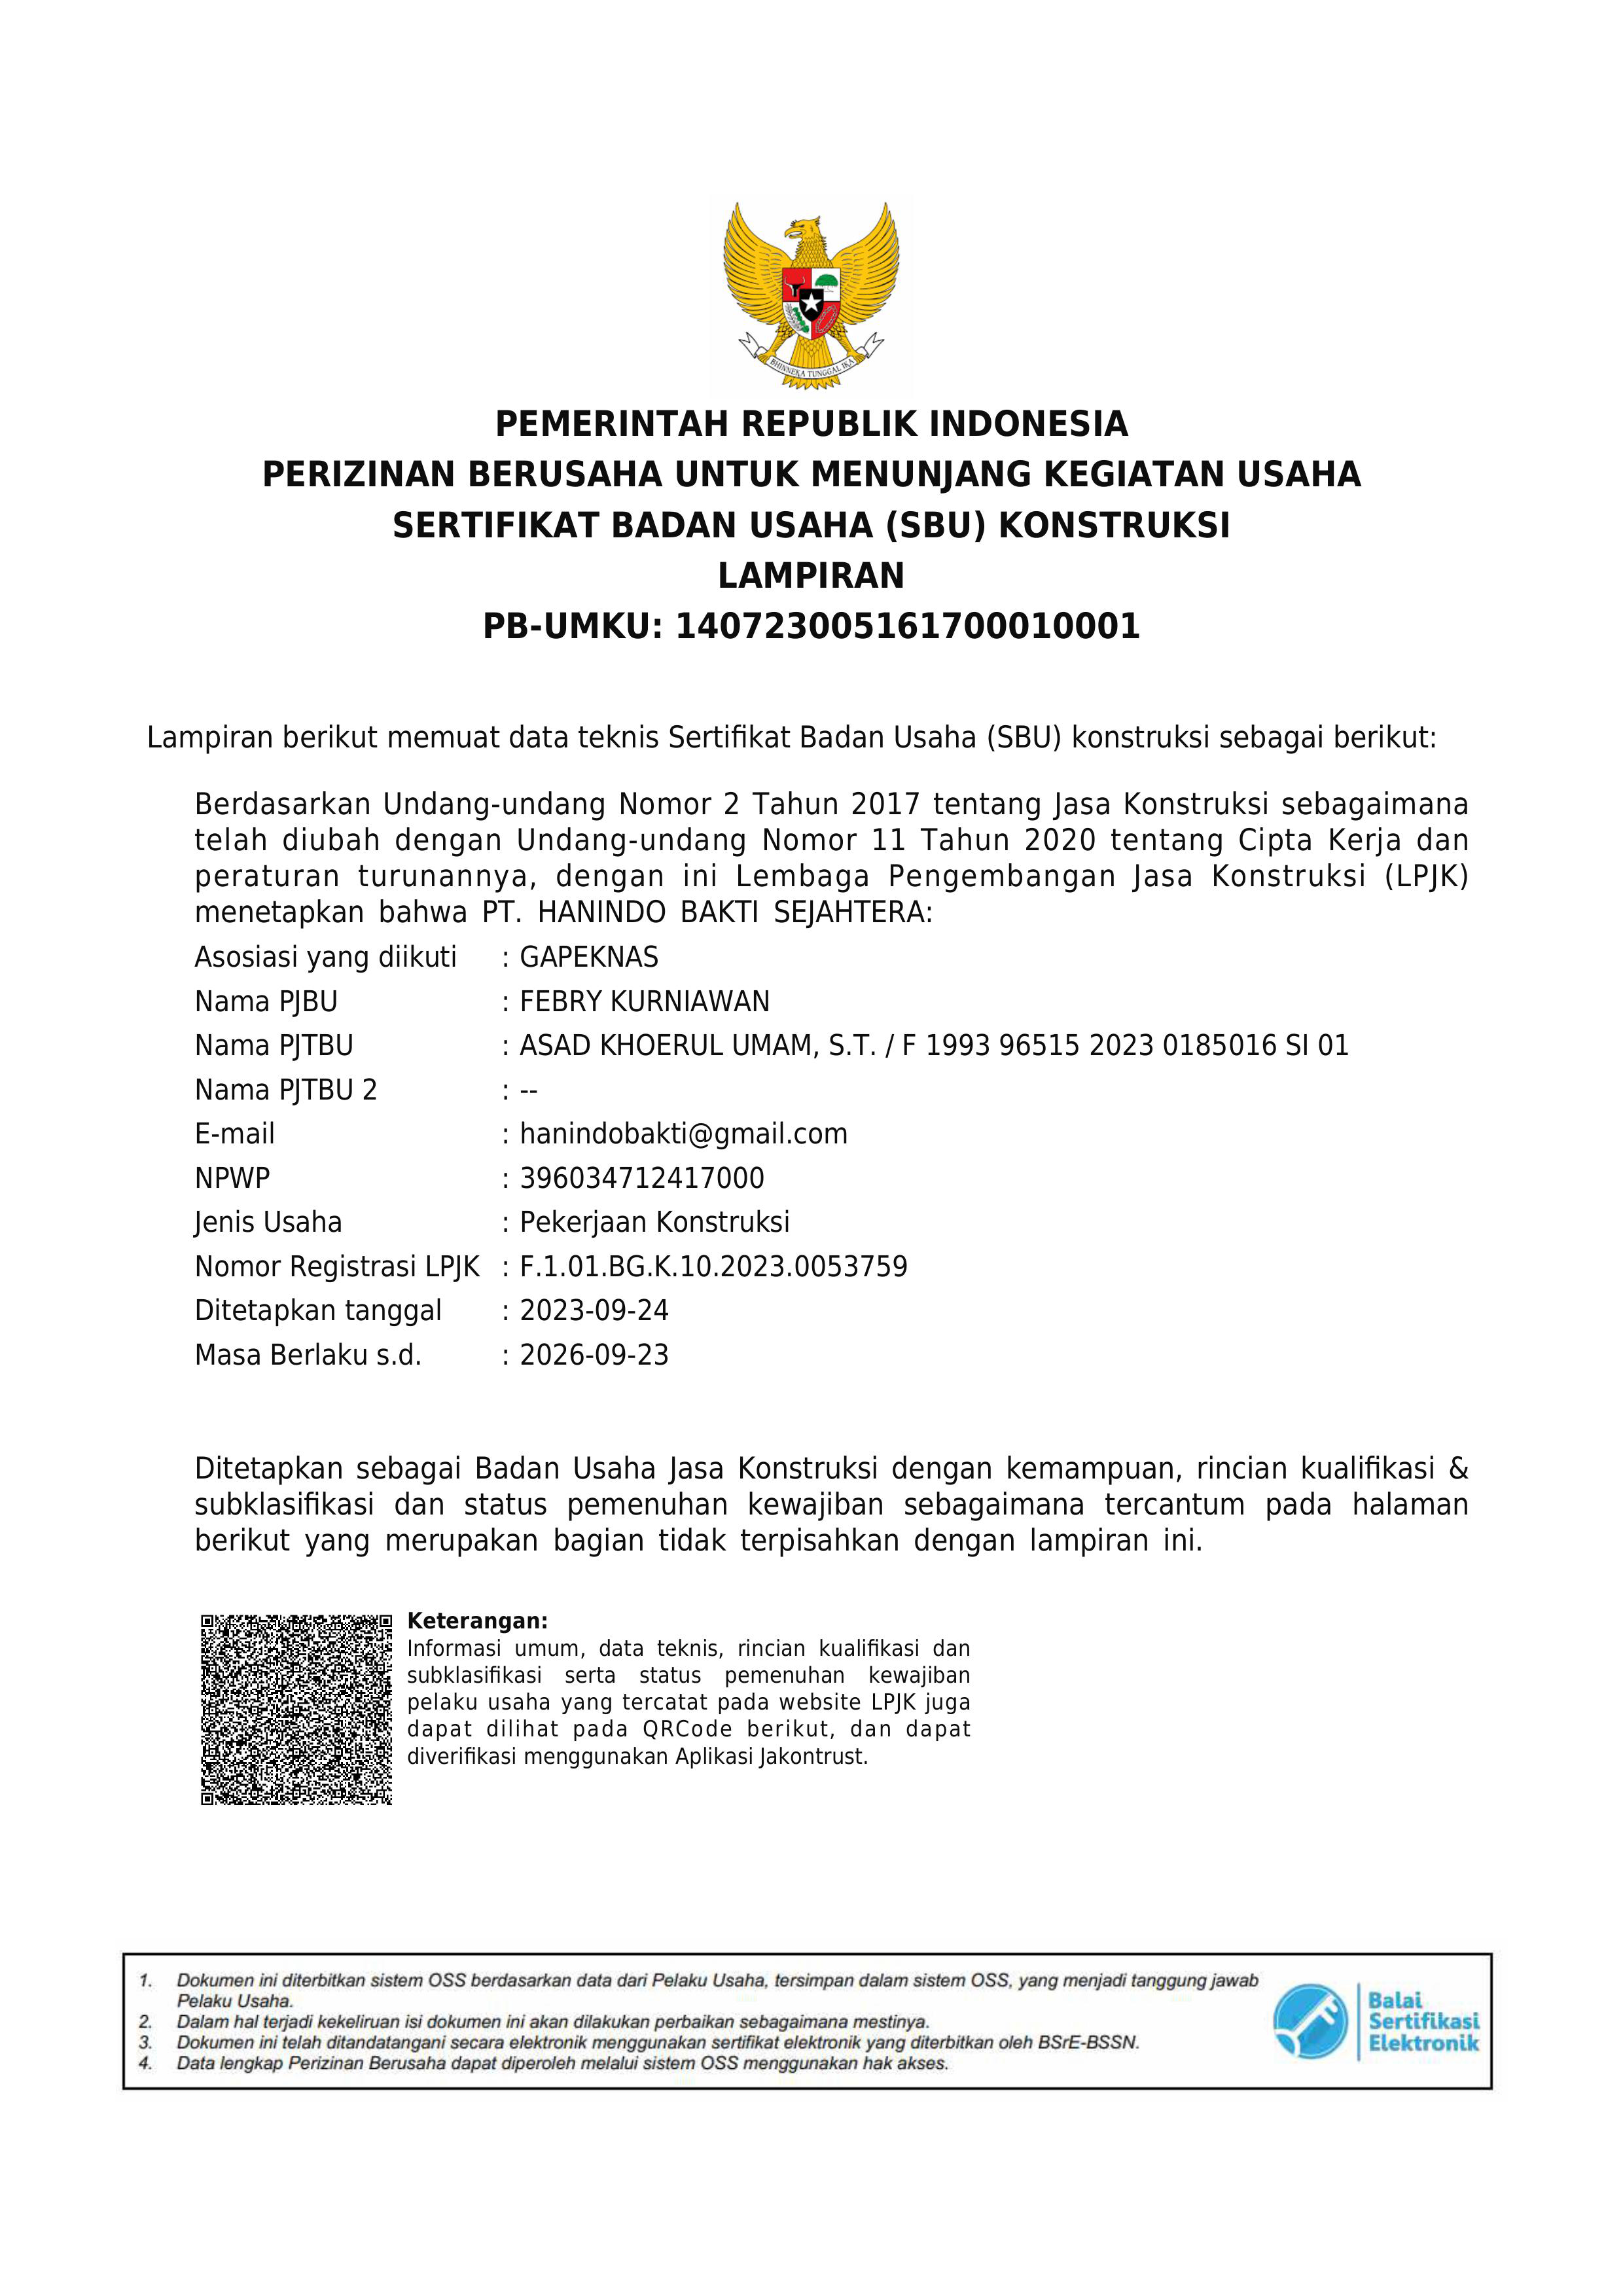 BHINNEKA TUNGGAL IKA
PEMERINTAH REPUBLIK INDONESIA
PERIZINAN BERUSAHA UNTUK MENUNJANG KEGIATAN USAHA
SERTIFIKAT BADAN USAHA (SBU) KONSTRUKSI
LAMPIRAN
PB-UMKU: 140723005161700010001
Lampiran berikut memuat data teknis Sertifikat Badan Usaha (SBU) konstruksi sebagai berikut:
Berdasarkan Undang-undang Nomor 2 Tahun 2017 tentang Jasa Konstruksi sebagaimana
telah diubah dengan Undang-undang Nomor 11 Tahun 2020 tentang Cipta Kerja dan
peraturan turunannya, dengan ini Lembaga Pengembangan Jasa Konstruksi (LPJK)
menetapkan bahwa PT. HANINDO BAKTI SEJAHTERA:
Asosiasi yang diikuti : GAPEKNAS
Nama PJBU : FEBRY KURNIAWAN
Nama PJTBU : ASAD KHOERUL UMAM, S.T. / F 1993 96515 2023 0185016 SI 01
Nama PJTBU 2 : --
E-mail : hanindobakti@gmail.com
NPWP : 396034712417000
Jenis Usaha : Pekerjaan Konstruksi
Nomor Registrasi LPJK : F.1.01.BG.K.10.2023.0053759
Ditetapkan tanggal : 2023-09-24
Masa Berlaku s.d. : 2026-09-23
Ditetapkan sebagai Badan Usaha Jasa Konstruksi dengan kemampuan, rincian kualifikasi &
subklasifikasi dan status pemenuhan kewajiban sebagaimana tercantum pada halaman
berikut yang merupakan bagian tidak terpisahkan dengan lampiran ini.
Keterangan:
Informasi umum, data teknis, rincian kualifikasi dan
subklasifikasi serta status pemenuhan kewajiban
pelaku usaha yang tercatat pada website LPJK juga
dapat dilihat pada QRCode berikut, dan dapat
diverifikasi menggunakan Aplikasi Jakontrust.
1. Dokumen ini diterbitkan sistem OSS berdasarkan data dari Pelaku Usaha, tersimpan dalam sistem OSS, yang menjadi tanggung jawab
Pelaku Usaha.
2. Dalam hal terjadi kekeliruan isi dokumen ini akan dilakukan perbaikan sebagaimana mestinya.
3. Dokumen ini telah ditandatangani secara elektronik menggunakan sertifikat elektronik yang diterbitkan oleh BSrE-BSSN.
4. Data lengkap Perizinan Berusaha dapat diperoleh melalui sistem OSS menggunakan hak akses.
Balai
Sertifikasi
Elektronik